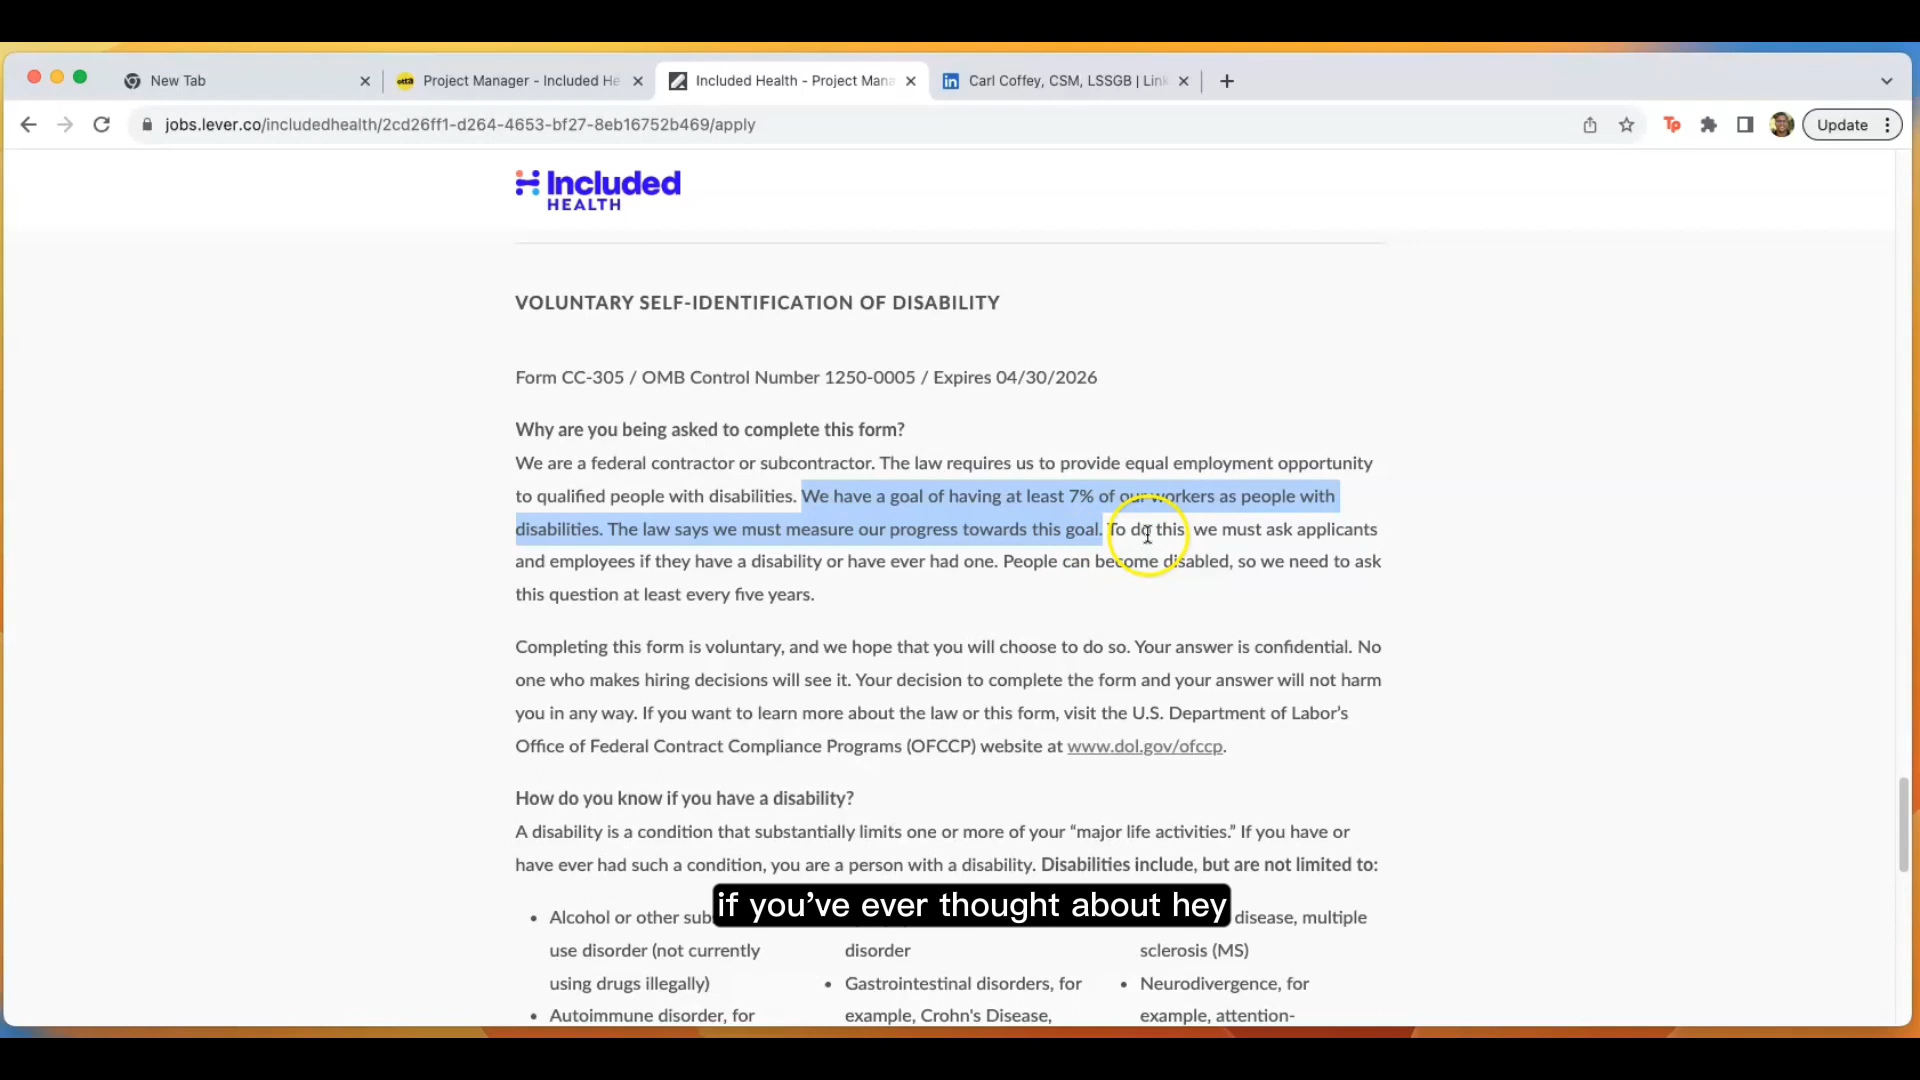 New Tab
Project Manager - Included He
Included Health - Project Mana
Carl Coffey, CSM, LSSGB | Link
jobs.lever.co/includedhealth/2cd26ff1-d264-4653-bf27-8eb16752b469/apply
Tp
Update
Included
HEALTH
VOLUNTARY SELF-IDENTIFICATION OF DISABILITY
Form CC-305 / OMB Control Number 1250-0005 / Expires 04/30/2026
Why are you being asked to complete this form?
We are a federal contractor or subcontractor. The law requires us to provide equal employment opportunity
to qualified people with disabilities. We have a goal of having at least 7% of our workers as people with
disabilities. The law says we must measure our progress towards this goal. To do this, we must ask applicants
and employees if they have a disability or have ever had one. People can become disabled, so we need to ask
this question at least every five years.
Completing this form is voluntary, and we hope that you will choose to do so. Your answer is confidential. No
one who makes hiring decisions will see it. Your decision to complete the form and your answer will not harm
you in any way. If you want to learn more about the law or this form, visit the U.S. Department of Labor’s
Office of Federal Contract Compliance Programs (OFCCP) website at www.dol.gov/ofccp.
How do you know if you have a disability?
A disability is a condition that substantially limits one or more of your “major life activities.” If you have or
have ever had such a condition, you are a person with a disability. Disabilities include, but are not limited to:
if you’ve ever thought about hey
• Alcohol or other sub
use disorder (not currently
using drugs illegally)
• Autoimmune disorder, for
disorder
• Gastrointestinal disorders, for
example, Crohn's Disease,
disease, multiple
sclerosis (MS)
• Neurodivergence, for
example, attention-